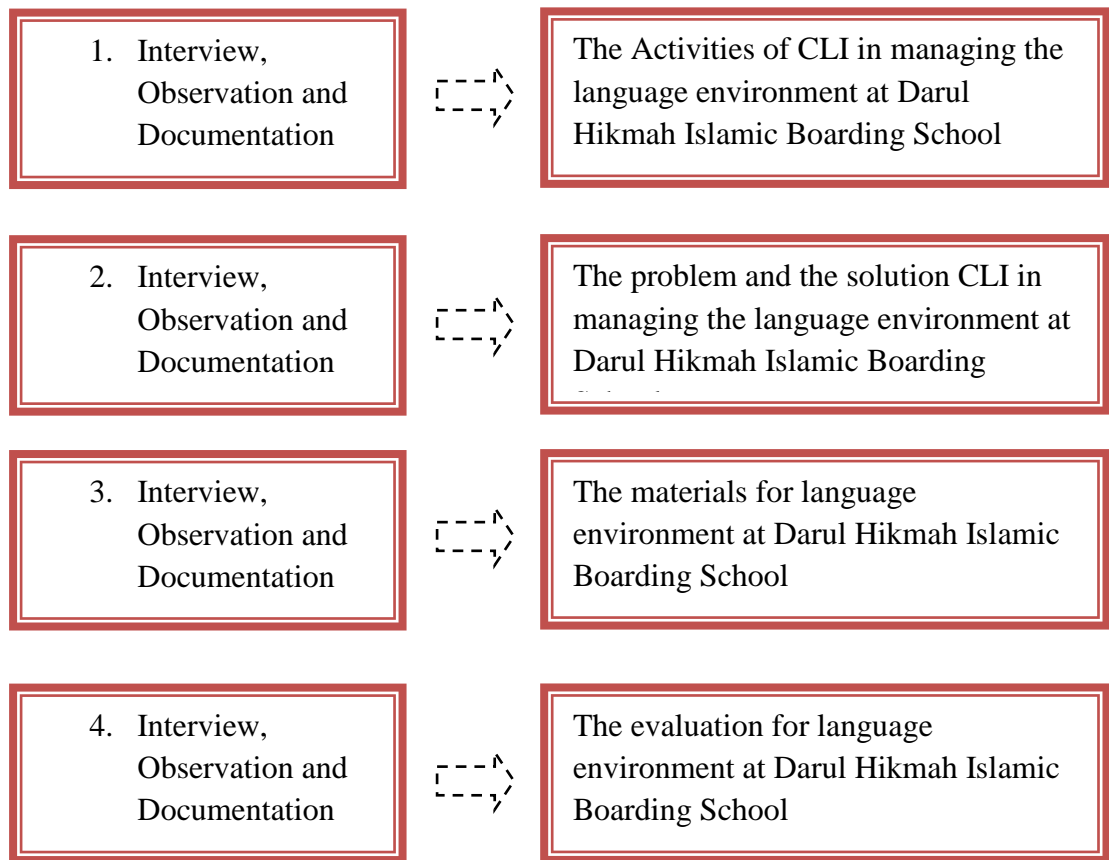 1. Interview,
Observation and
Documentation
The Activities of CLI in managing the
language environment at Darul
Hikmah Islamic Boarding School
2. Interview,
Observation and
Documentation
The problem and the solution CLI in
managing the language environment at
Darul Hikmah Islamic Boarding
3. Interview,
Observation and
Documentation
The materials for language
environment at Darul Hikmah Islamic
Boarding School
4. Interview,
Observation and
Documentation
The evaluation for language
environment at Darul Hikmah Islamic
Boarding School